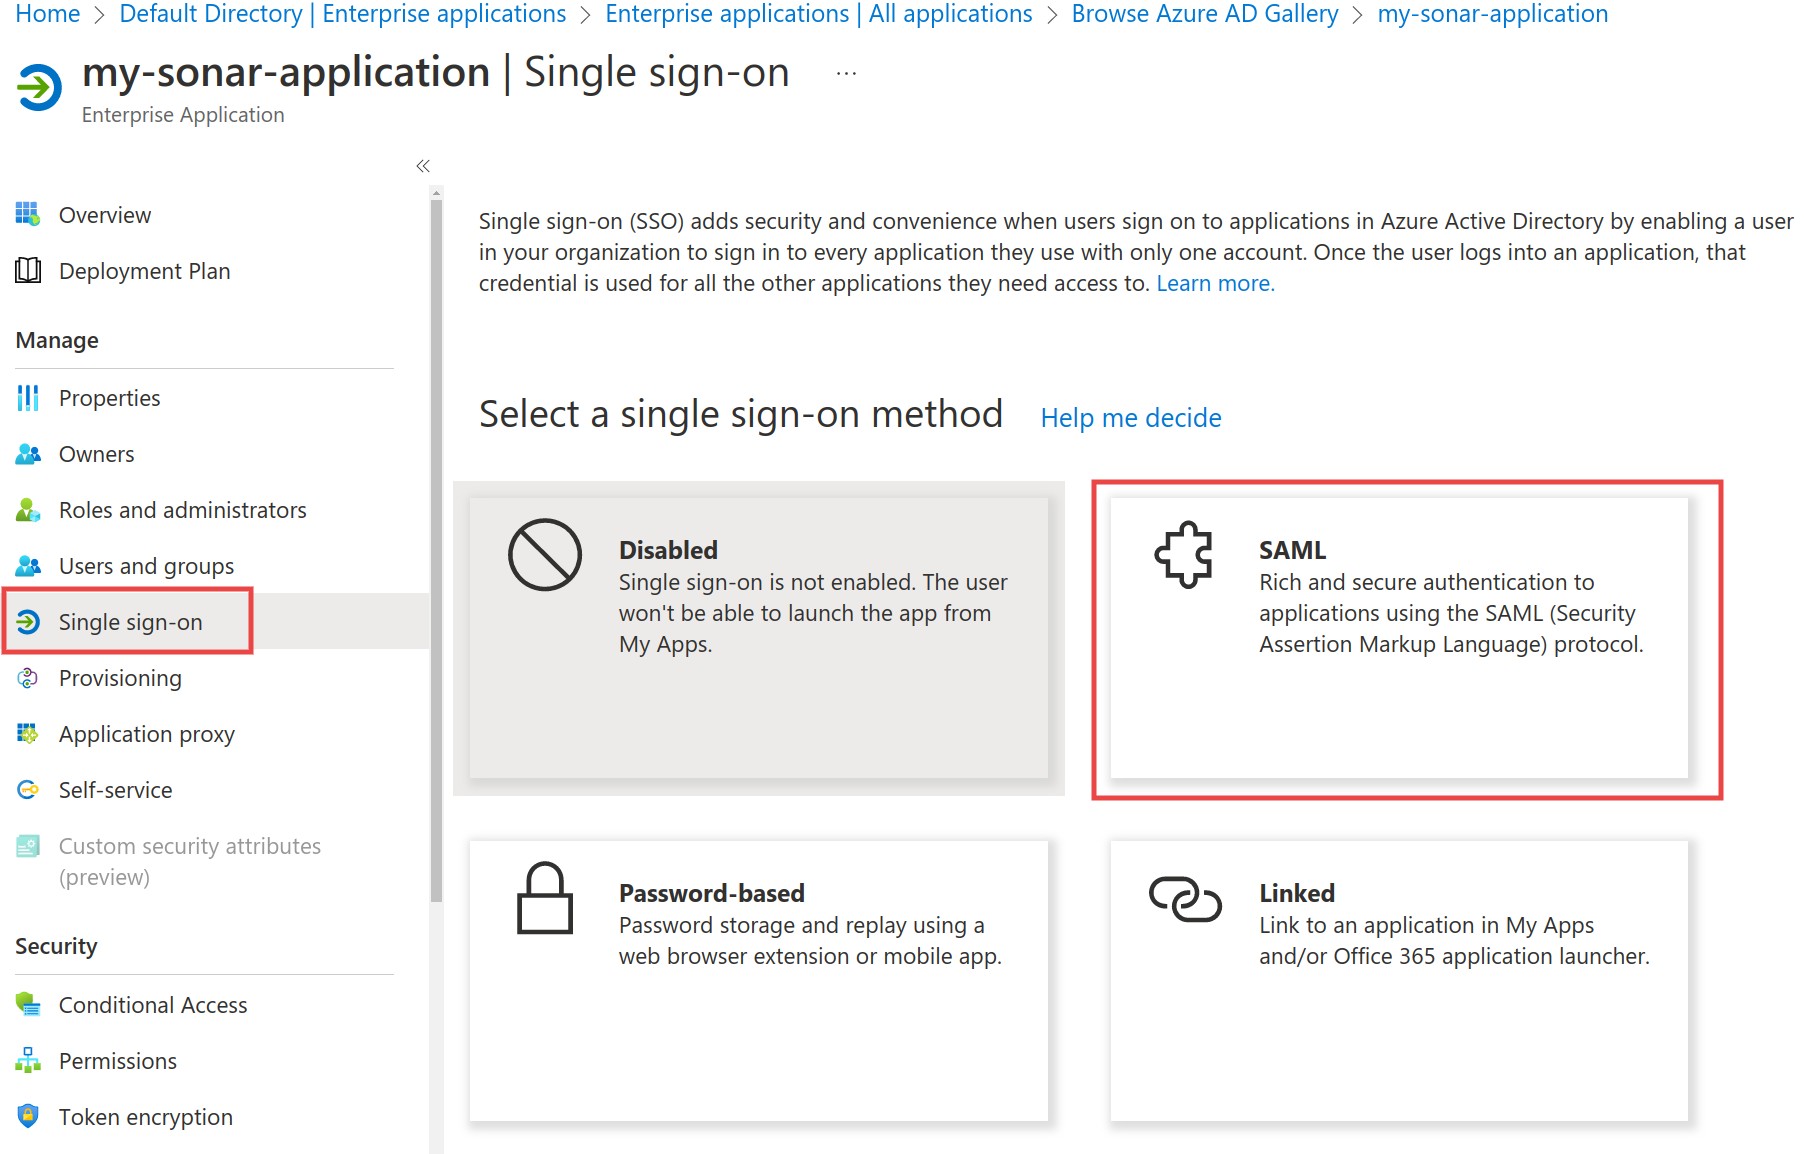 Home > Default Directory | Enterprise applications > Enterprise applications | All applications > Browse Azure AD Gallery > my-sonar-application
my-sonar-application | Single sign-on ...
Enterprise Application
«
Overview
Deployment Plan
Manage
Properties
Owners
Roles and administrators
Users and groups
Single sign-on
Provisioning
Application proxy
Self-service
Custom security attributes
(preview)
Security
Conditional Access
Permissions
Token encryption
Single sign-on (SSO) adds security and convenience when users sign on to applications in Azure Active Directory by enabling a user
in your organization to sign in to every application they use with only one account. Once the user logs into an application, that
credential is used for all the other applications they need access to. Learn more.
Select a single sign-on method Help me decide
Disabled
Single sign-on is not enabled. The user
won't be able to launch the app from
My Apps.
SAML
Rich and secure authentication to
applications using the SAML (Security
Assertion Markup Language) protocol.
Password-based
Password storage and replay using a
web browser extension or mobile app.
Linked
Link to an application in My Apps
and/or Office 365 application launcher.